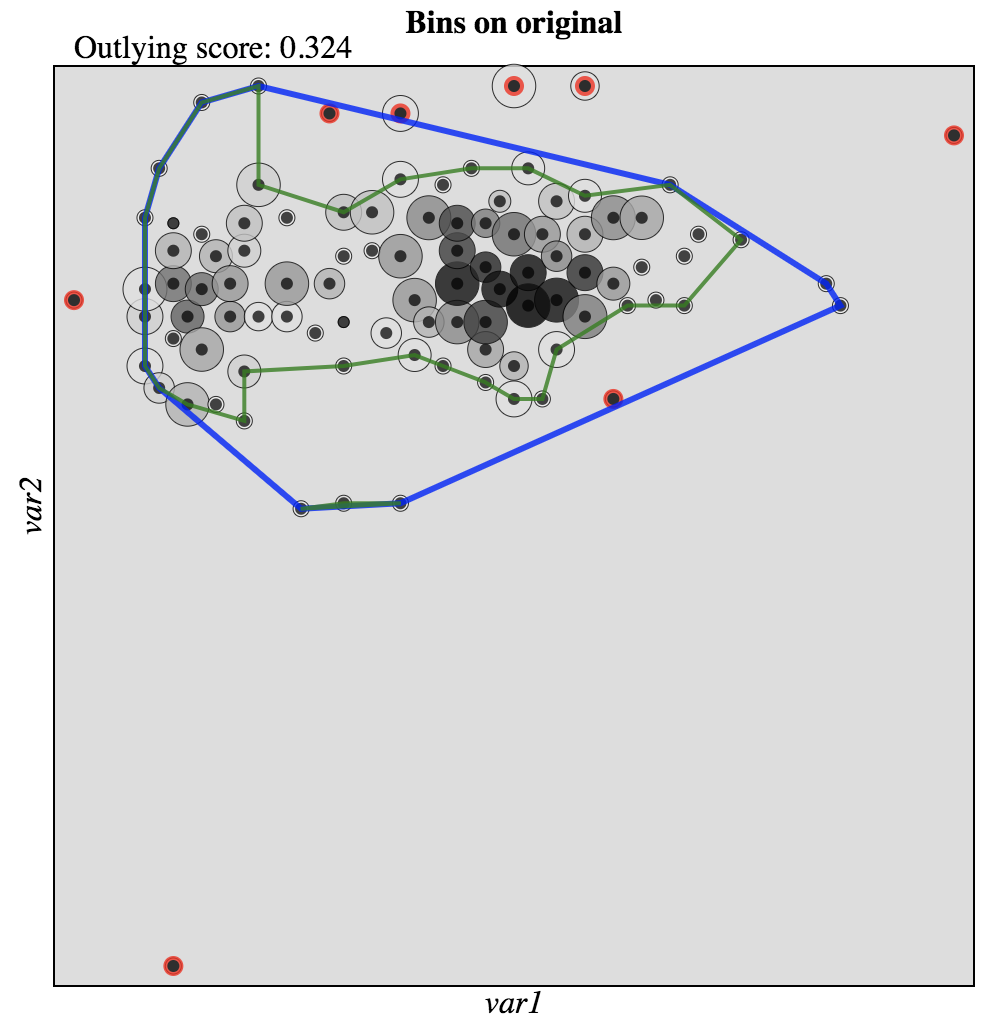 Bins on original
Outlying score: 0.324
var2
var1